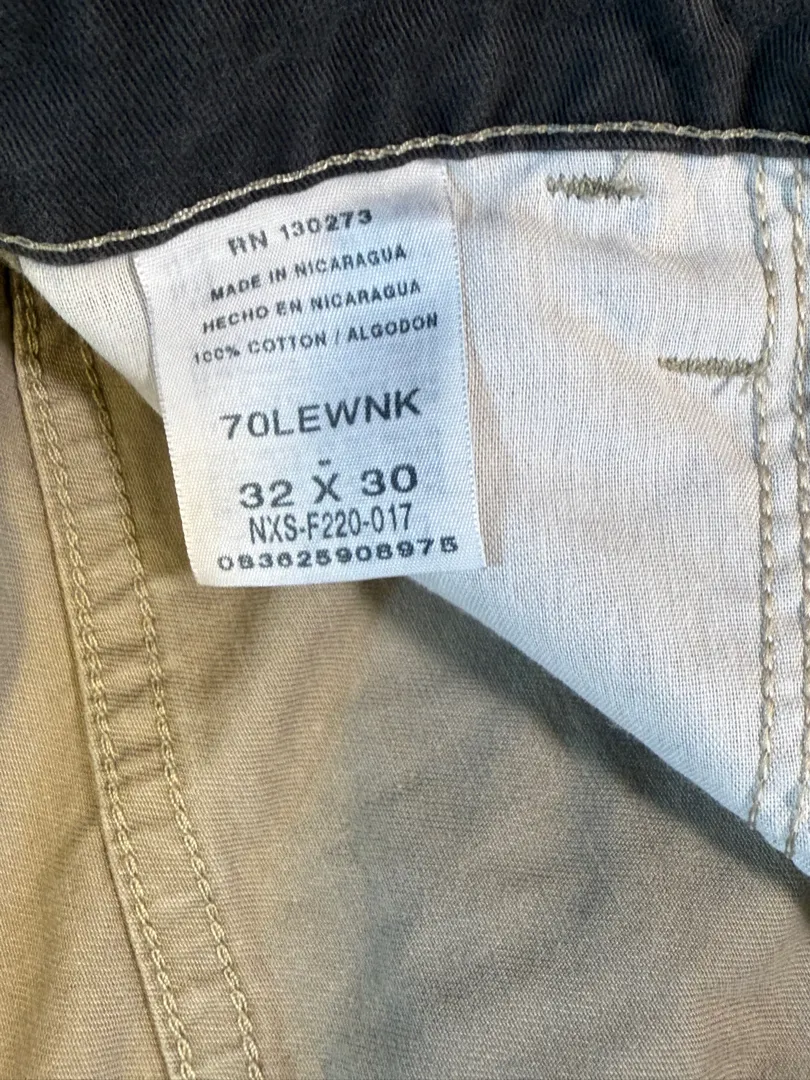 RN 130273
MADE IN NICARAGUA
HECHO EN NICARAGUA
100% COTTON / ALGODON
70LEWNK
32 X 30
NXS-F220-017
083625908975